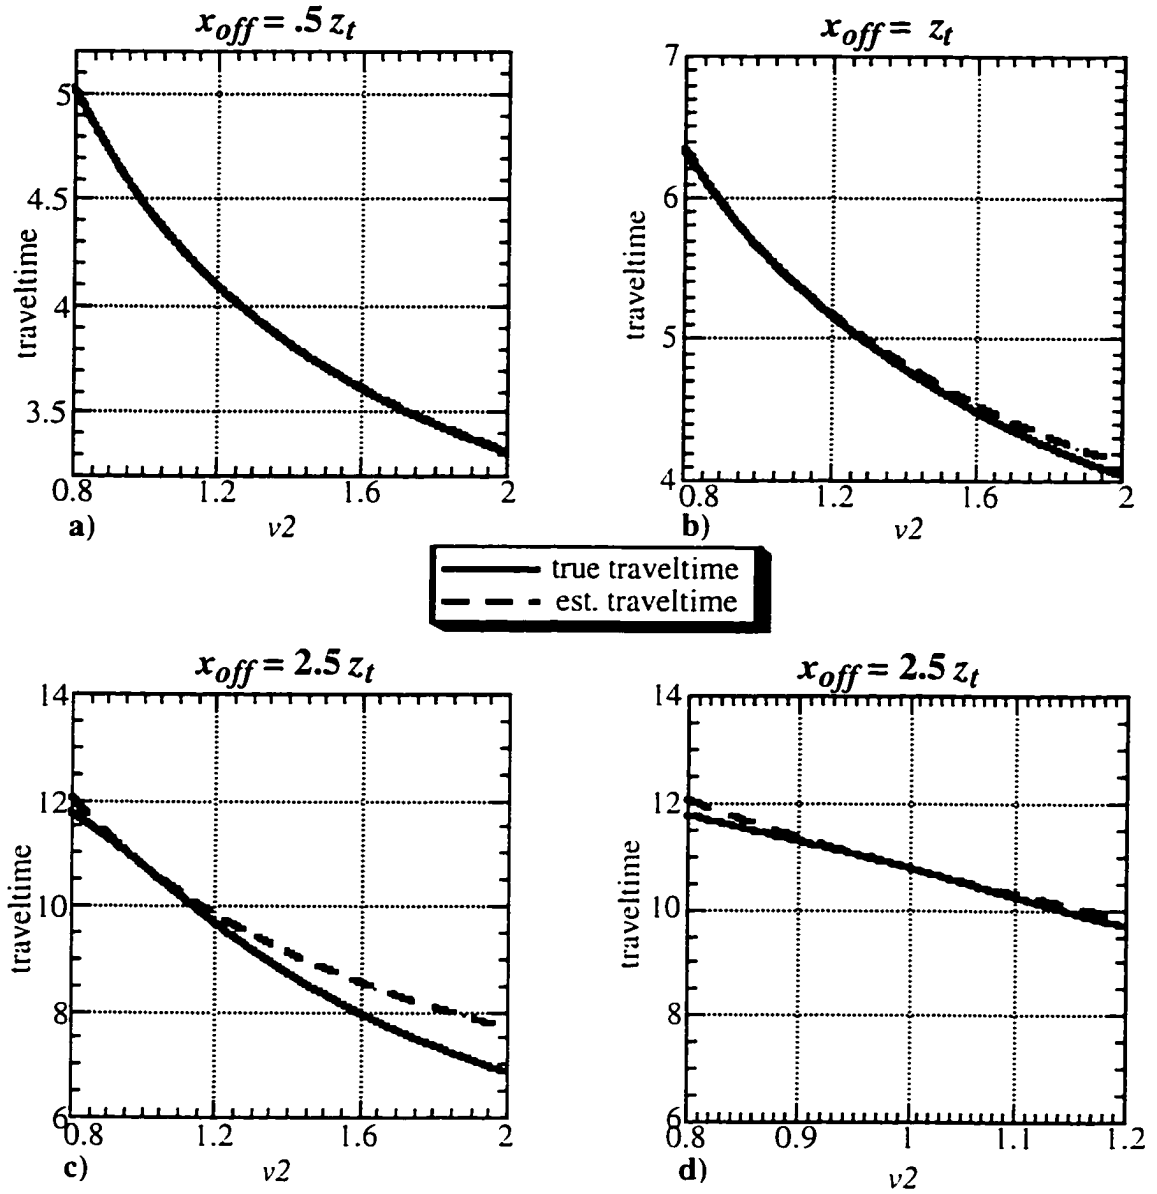 x_off = .5 z_t
traveltime
5
4.5
4
3.5
0.8 1.2 1.6 2
a) v2
x_off = z_t
traveltime
7
6
5
4
0.8 1.2 1.6 2
b) v2
true traveltime
est. traveltime
x_off = 2.5 z_t
traveltime
14
12
10
8
6
0.8 1.2 1.6 2
c) v2
x_off = 2.5 z_t
traveltime
14
12
10
8
6
0.8 0.9 1 1.1 1.2
d) v2